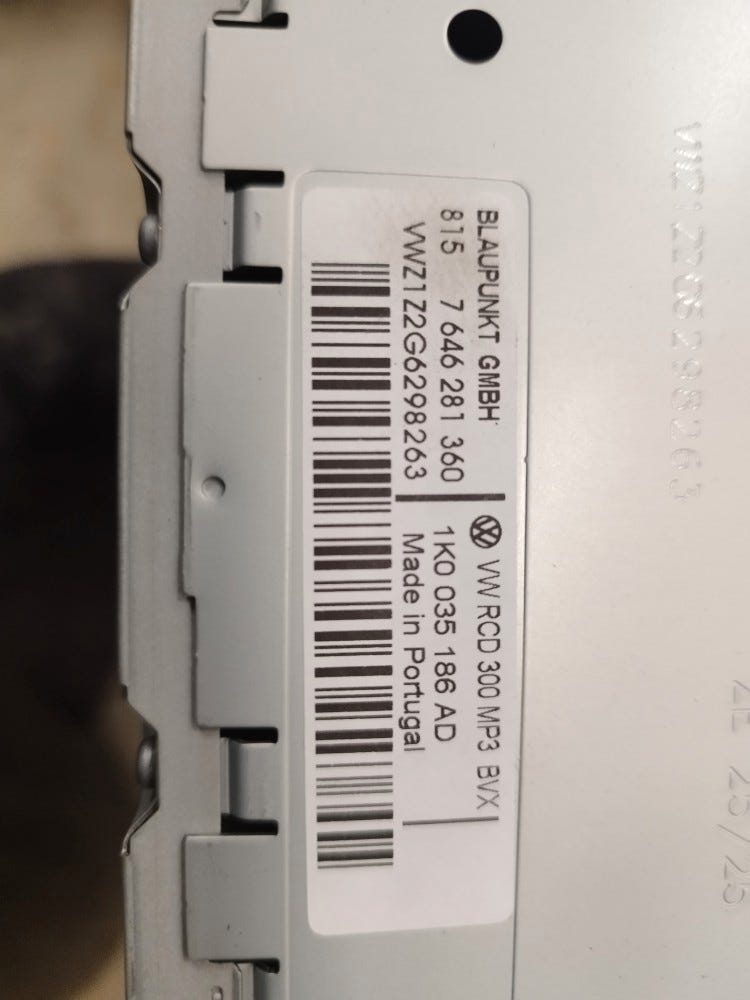 BLAUPUNKT GMBH
815 7 646 281 360
VWZ1Z2G6298263
VW RCD 300 MP3 BVX
1K0 035 186 AD
Made in Portugal
VWZ1Z2G6298263